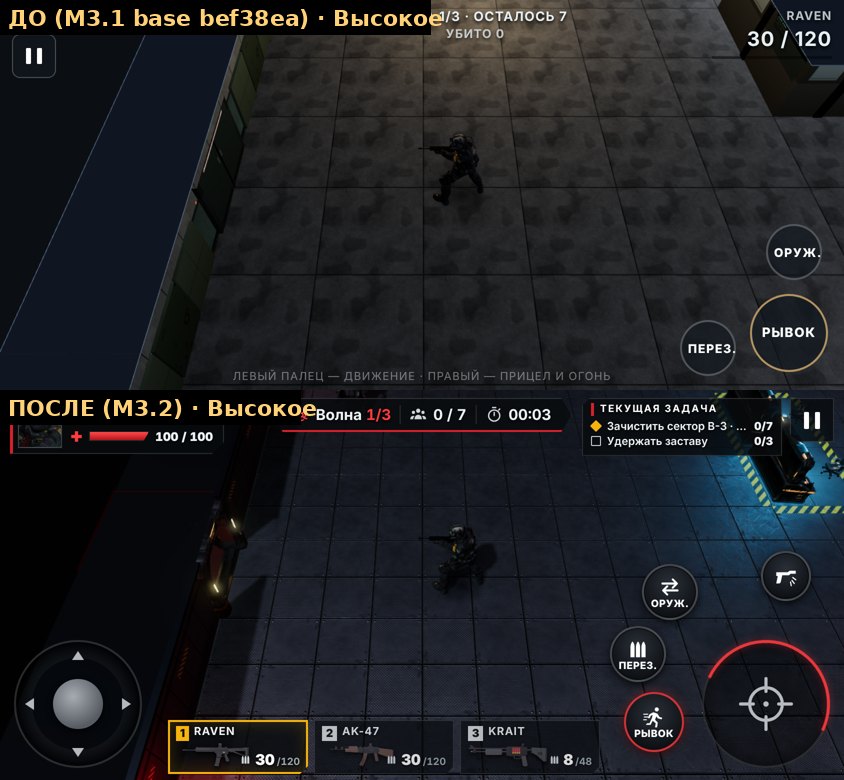 ДО (M3.1 base bef38ea) · Высокое
1/3 · ОСТАЛОСЬ 7
УБИТО 0
RAVEN
30 / 120
ОРУЖ.
РЫВОК
ПЕРЕЗ.
ЛЕВЫЙ ПАЛЕЦ — ДВИЖЕНИЕ · ПРАВЫЙ — ПРИЦЕЛ И ОГОНЬ
ПОСЛЕ (M3.2) · Высокое
100 / 100
Волна 1/3
0 / 7
00:03
ТЕКУЩАЯ ЗАДАЧА
Зачистить сектор B-3 · ... 0/7
Удержать заставу 0/3
ОРУЖ.
ПЕРЕЗ.
РЫВОК
1 RAVEN
30 /120
2 AK-47
30 /120
3 KRAIT
8 /48